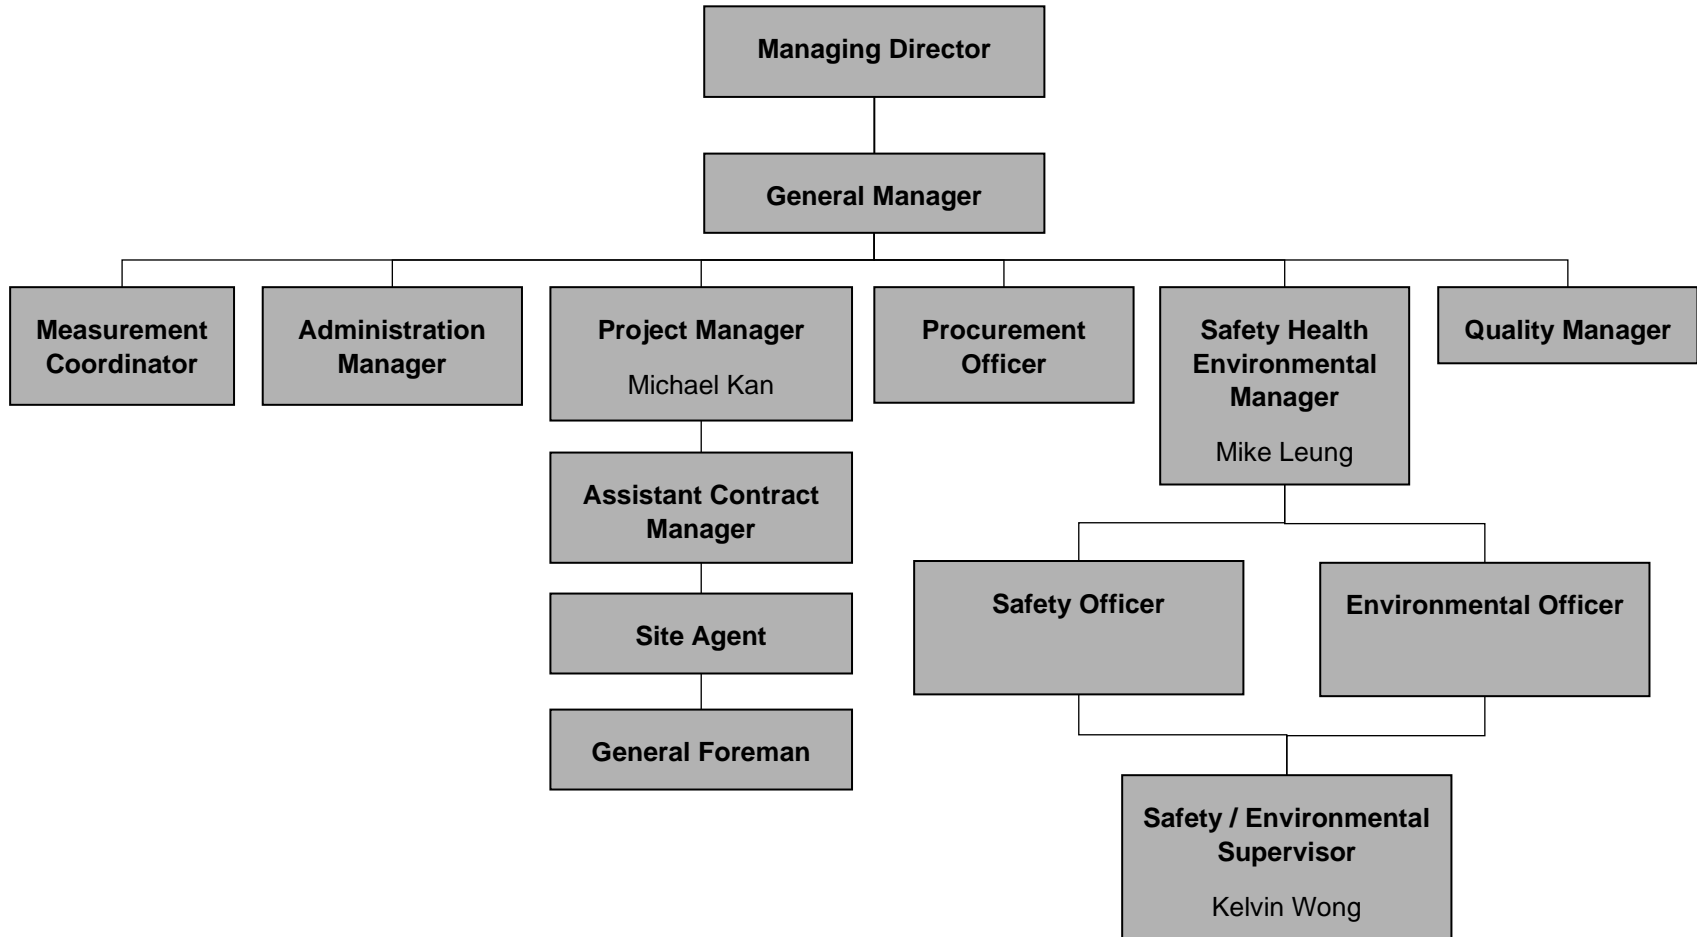 Managing Director
General Manager
Measurement
Coordinator
Administration
Manager
Project Manager
Michael Kan
Procurement
Officer
Safety Health
Environmental
Manager
Mike Leung
Quality Manager
Assistant Contract
Manager
Site Agent
General Foreman
Safety Officer
Environmental Officer
Safety / Environmental
Supervisor
Kelvin Wong